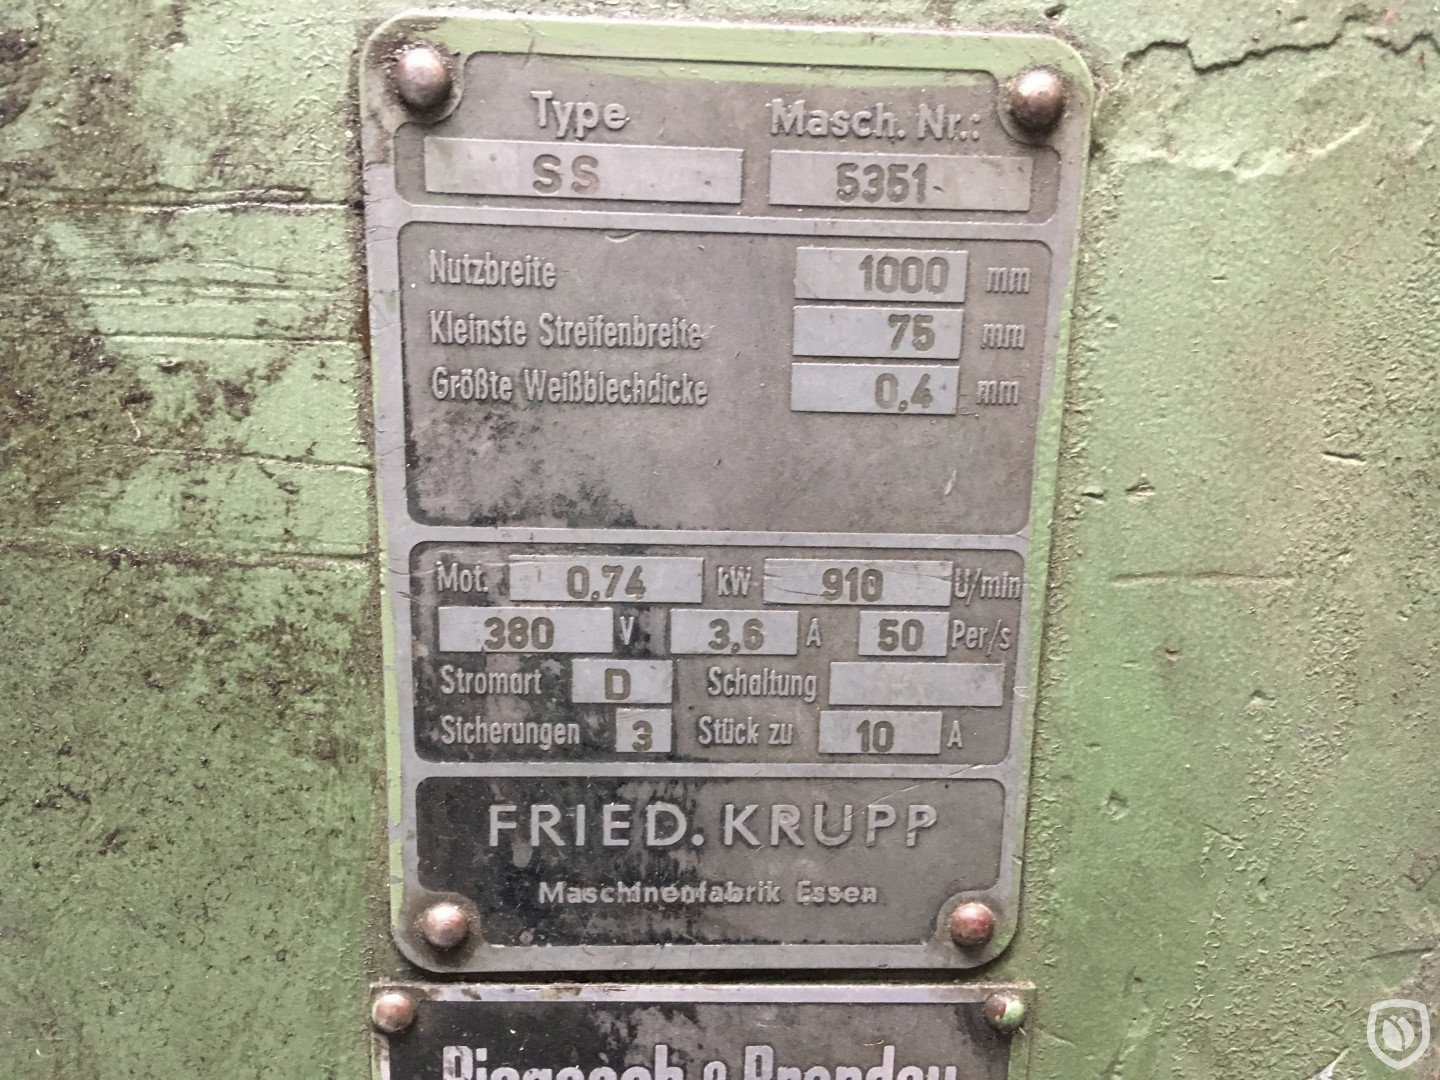 Type Masch. Nr.:
SS 5351
Nutzbreite 1000 mm
Kleinste Streifenbreite 75 mm
Größte Weißblechdicke 0,4 mm
Mot. 0,74 kW 910 U/min
380 V 3,6 A 50 Per/s
Stromart D Schaltung
Sicherungen 3 Stück zu 10 A
FRIED. KRUPP
Maschinenfabrik Essen